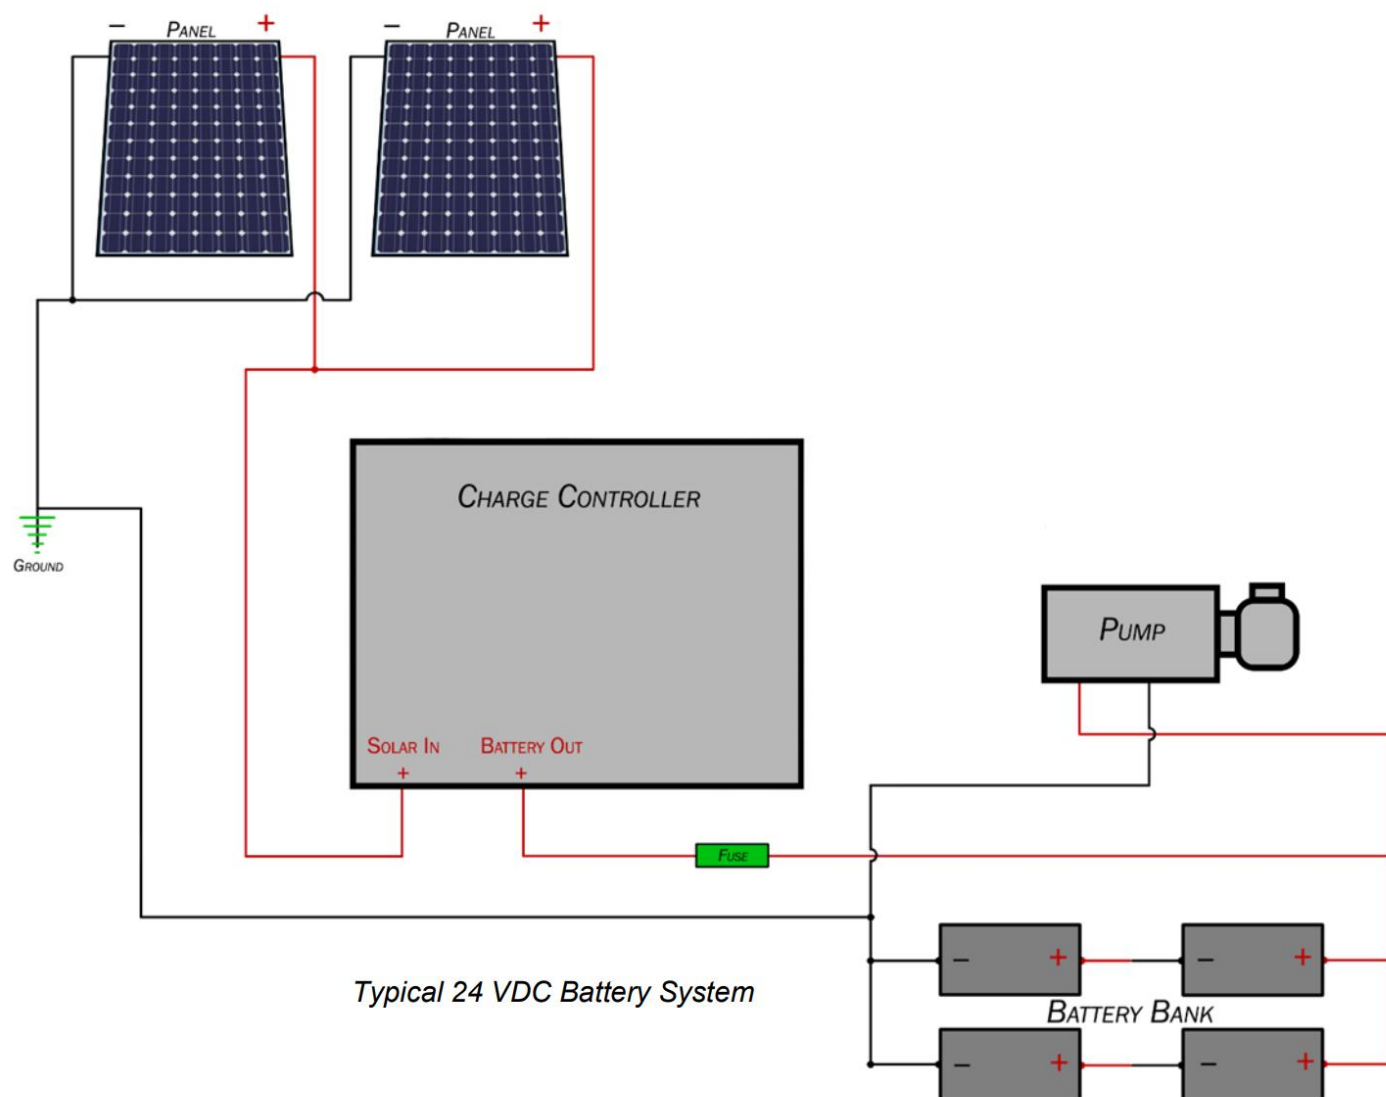 – PANEL +
– PANEL +
GROUND
CHARGE CONTROLLER
SOLAR IN
+
BATTERY OUT
+
PUMP
FUSE
– + – +
Typical 24 VDC Battery System
BATTERY BANK
– + – +